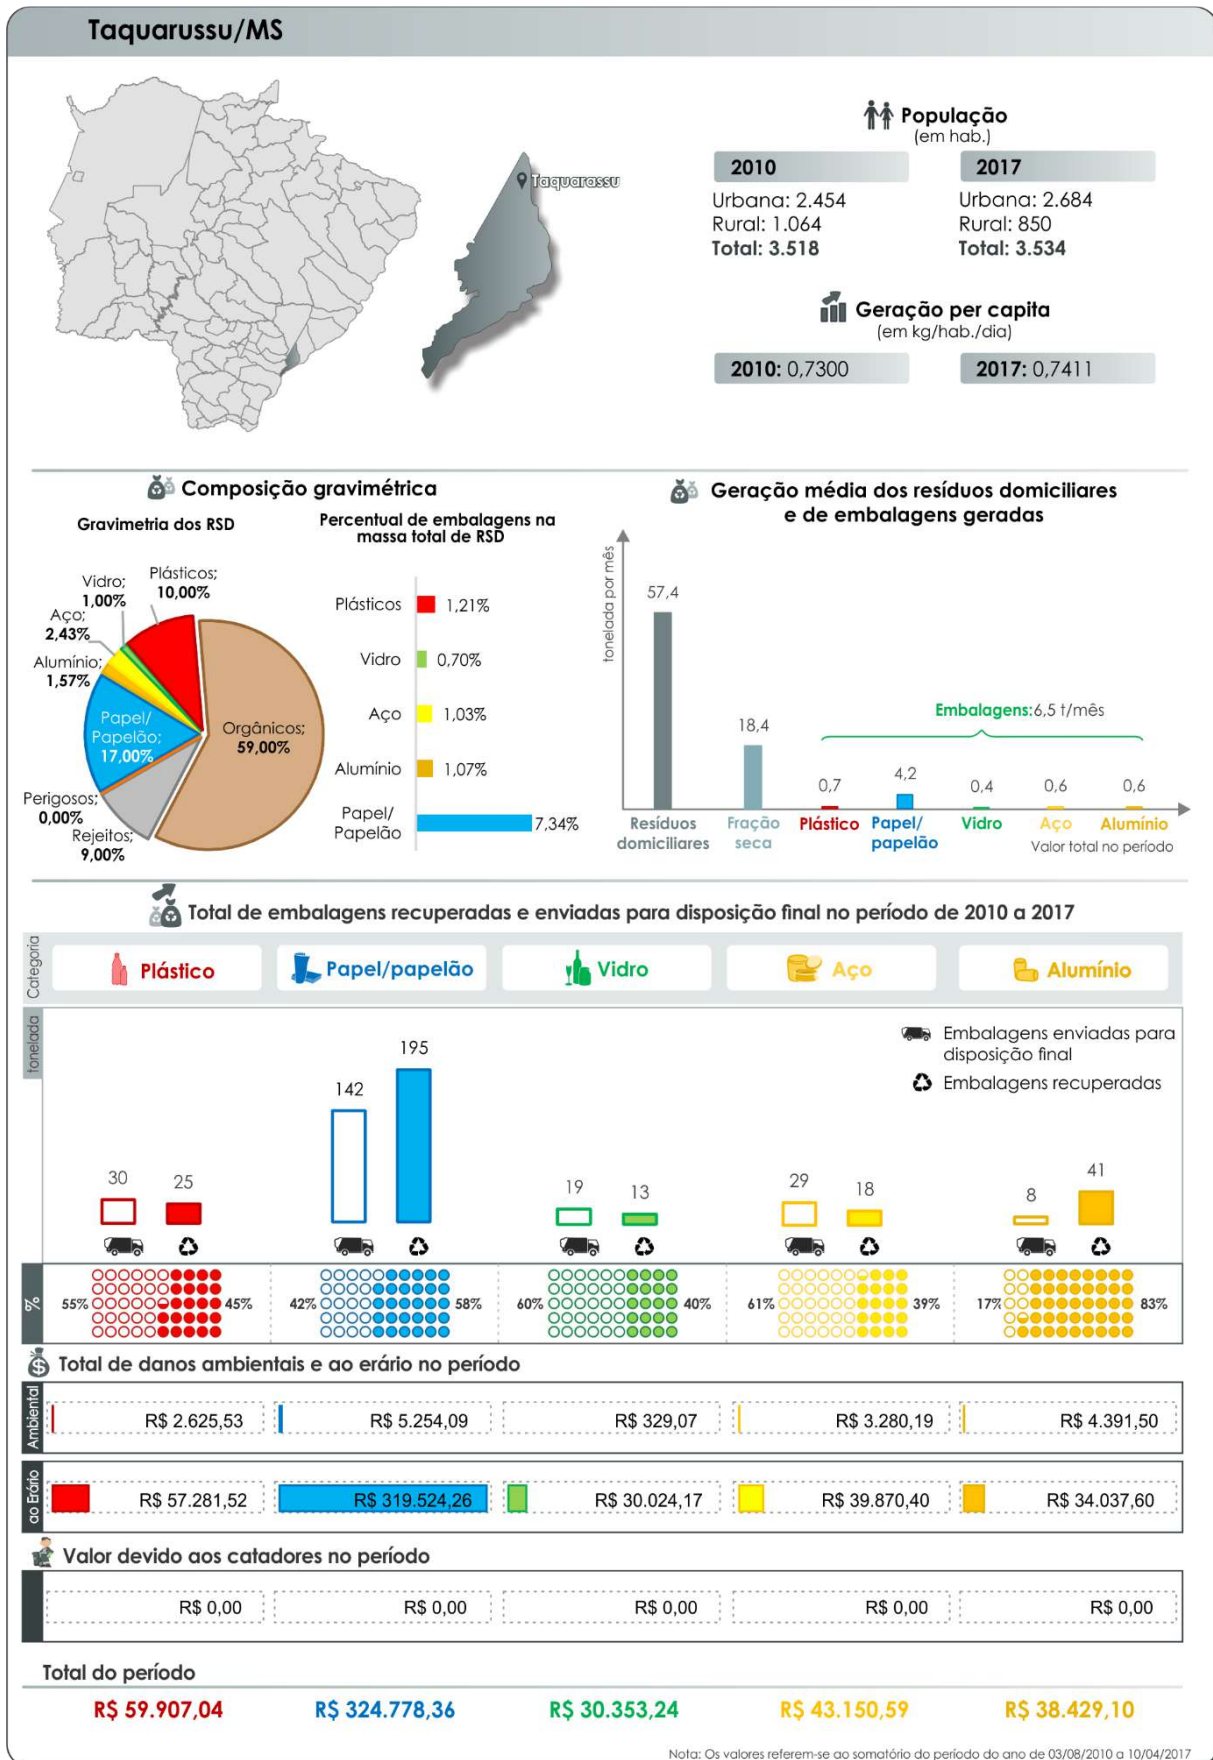 Taquarussu/MS
Taquarassu
População
(em hab.)
2010
2017
Urbana: 2.454
Rural: 1.064
Total: 3.518
Urbana: 2.684
Rural: 850
Total: 3.534
Geração per capita
(em kg/hab./dia)
2010: 0,7300
2017: 0,7411
Composição gravimétrica
Gravimetria dos RSD
Vidro;
1,00%
Plásticos;
10,00%
Aço;
2,43%
Alumínio;
1,57%
Papel/
Papelão;
17,00%
Orgânicos;
59,00%
Perigosos;
0,00%
Rejeitos;
9,00%
Percentual de embalagens na
massa total de RSD
Plásticos
1,21%
Vidro
0,70%
Aço
1,03%
Alumínio
1,07%
Papel/
Papelão
7,34%
Geração média dos resíduos domiciliares
e de embalagens geradas
tonelada por mês
57,4
18,4
Embalagens:6,5 t/mês
0,7
4,2
0,4
0,6
0,6
Resíduos
domiciliares
Fração
seca
Plástico
Papel/
papelão
Vidro
Aço
Alumínio
Valor total no período
Total de embalagens recuperadas e enviadas para disposição final no período de 2010 a 2017
Categoria
Plástico
Papel/papelão
Vidro
Aço
Alumínio
tonelada
Embalagens enviadas para
disposição final
Embalagens recuperadas
30
25
142
195
19
13
29
18
8
41
%
55%
45%
42%
58%
60%
40%
61%
39%
17%
83%
Total de danos ambientais e ao erário no período
Ambiental
R$ 2.625,53
R$ 5.254,09
R$ 329,07
R$ 3.280,19
R$ 4.391,50
ao Erário
R$ 57.281,52
R$ 319.524,26
R$ 30.024,17
R$ 39.870,40
R$ 34.037,60
Valor devido aos catadores no período
R$ 0,00
R$ 0,00
R$ 0,00
R$ 0,00
R$ 0,00
Total do período
R$ 59.907,04
R$ 324.778,36
R$ 30.353,24
R$ 43.150,59
R$ 38.429,10
Nota: Os valores referem-se ao somatório do período do ano de 03/08/2010 a 10/04/2017